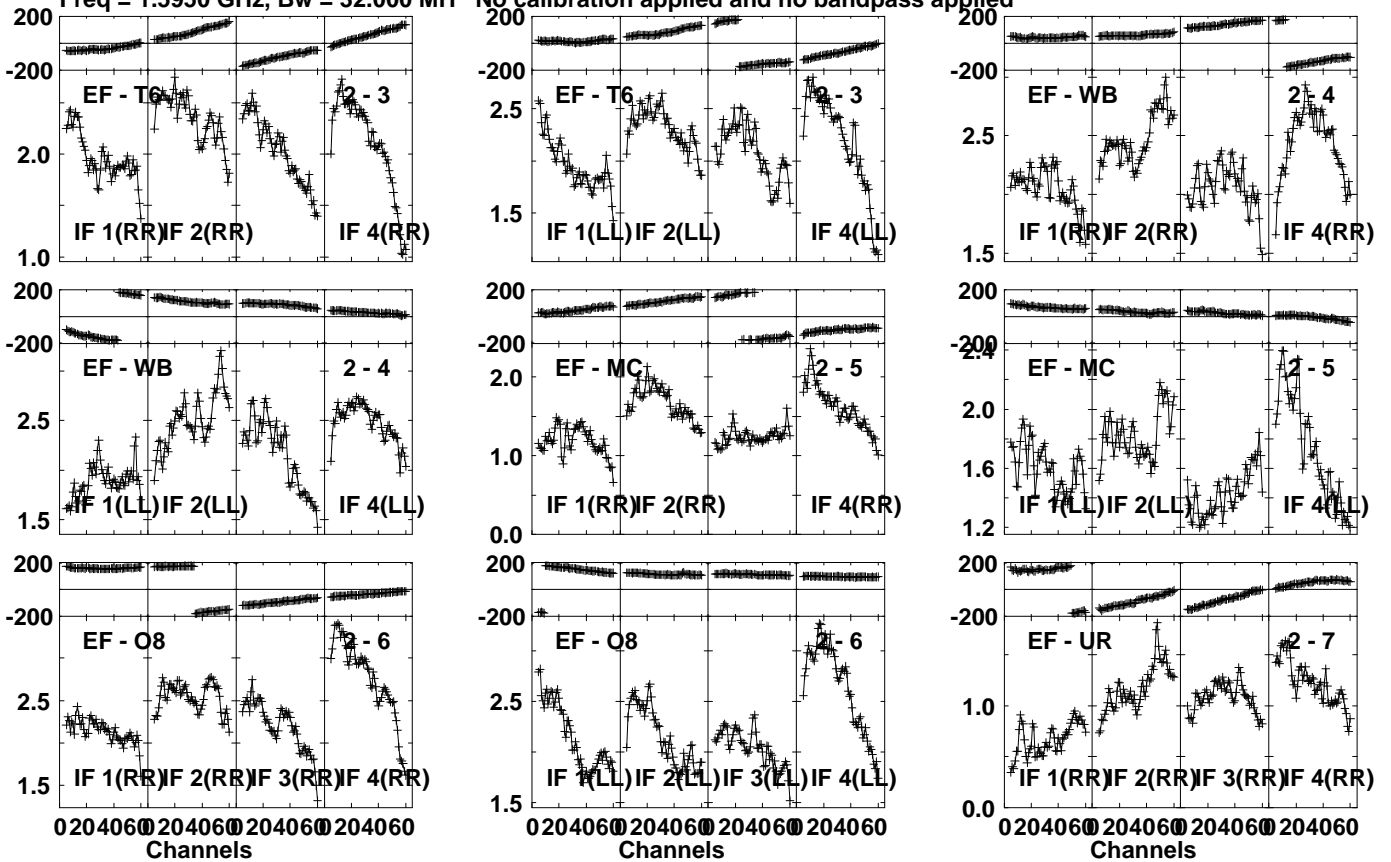 Freq = 1.5950 GHz, Bw = 32.000 MH No calibration applied and no bandpass applied
200 200 200
-200 -200 -200
EF - T6 2 - 3 EF - T6 2 - 3 EF - WB 2 - 4
2.5 2.5
2.0
1.5 1.5
IF 1(RR) IF 2(RR) IF 4(RR) IF 1(LL) IF 2(LL) IF 4(LL) IF 1(RR) IF 2(RR) IF 4(RR)
1.0
200 200 200
-200 -200 -200
2.4
EF - WB 2 - 4 EF - MC 2 - 5 EF - MC 2 - 5
2.5 2.0 2.0
1.0 1.6
IF 1(LL) IF 2(LL) IF 4(LL) IF 1(RR) IF 2(RR) IF 4(RR) IF 1(LL) IF 2(LL) IF 4(LL)
1.5 0.0 1.2
200 200 200
-200 -200 -200
EF - O8 2 - 6 EF - O8 2 - 6 EF - UR 2 - 7
2.5 2.5 1.0
IF 1(RR) IF 2(RR) IF 3(RR) IF 4(RR) IF 1(LL) IF 2(LL) IF 3(LL) IF 4(LL) IF 1(RR) IF 2(RR) IF 3(RR) IF 4(RR)
1.5 1.5 0.0
0 20 40 60 0 20 40 60 0 20 40 60 0 20 40 60 0 20 40 60 0 20 40 60 0 20 40 60 0 20 40 60 0 20 40 60 0 20 40 60 0 20 40 60 0 20 40 60
Channels Channels Channels